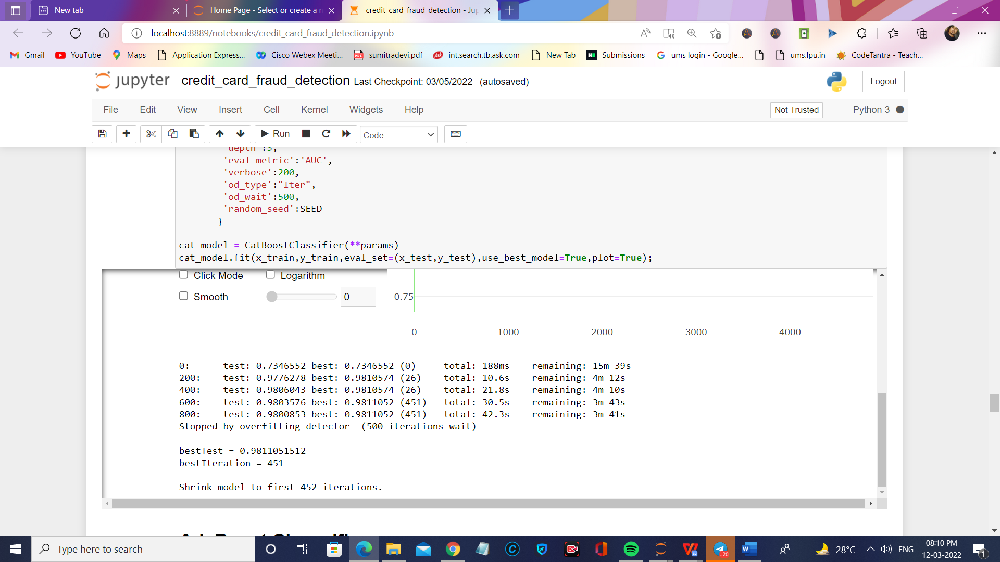 New tab
Home Page - Select or create a n
credit_card_fraud_detection - Jup
localhost:8889/notebooks/credit_card_fraud_detection.ipynb
Gmail
YouTube
Maps
Application Express...
Cisco Webex Meeti...
sumitradevi.pdf
int.search.tb.ask.com
New Tab
Submissions
ums login - Google...
ums.lpu.in
CodeTantra - Teach...
jupyter credit_card_fraud_detection Last Checkpoint: 03/05/2022 (autosaved)
Logout
File Edit View Insert Cell Kernel Widgets Help
Not Trusted
Python 3
Run
Code
'depth':3,
'eval_metric':'AUC',
'verbose':200,
'od_type':"Iter",
'od_wait':500,
'random_seed':SEED
}
cat_model = CatBoostClassifier(**params)
cat_model.fit(x_train,y_train,eval_set=(x_test,y_test),use_best_model=True,plot=True);
Click Mode Logarithm
Smooth 0
0.75
0 1000 2000 3000 4000
0: test: 0.7346552 best: 0.7346552 (0) total: 188ms remaining: 15m 39s
200: test: 0.9776278 best: 0.9810574 (26) total: 10.6s remaining: 4m 12s
400: test: 0.9806043 best: 0.9810574 (26) total: 21.8s remaining: 4m 10s
600: test: 0.9803576 best: 0.9811052 (451) total: 30.5s remaining: 3m 43s
800: test: 0.9800853 best: 0.9811052 (451) total: 42.3s remaining: 3m 41s
Stopped by overfitting detector (500 iterations wait)
bestTest = 0.9811051512
bestIteration = 451
Shrink model to first 452 iterations.
Type here to search
28°C
ENG
08:10 PM
12-03-2022